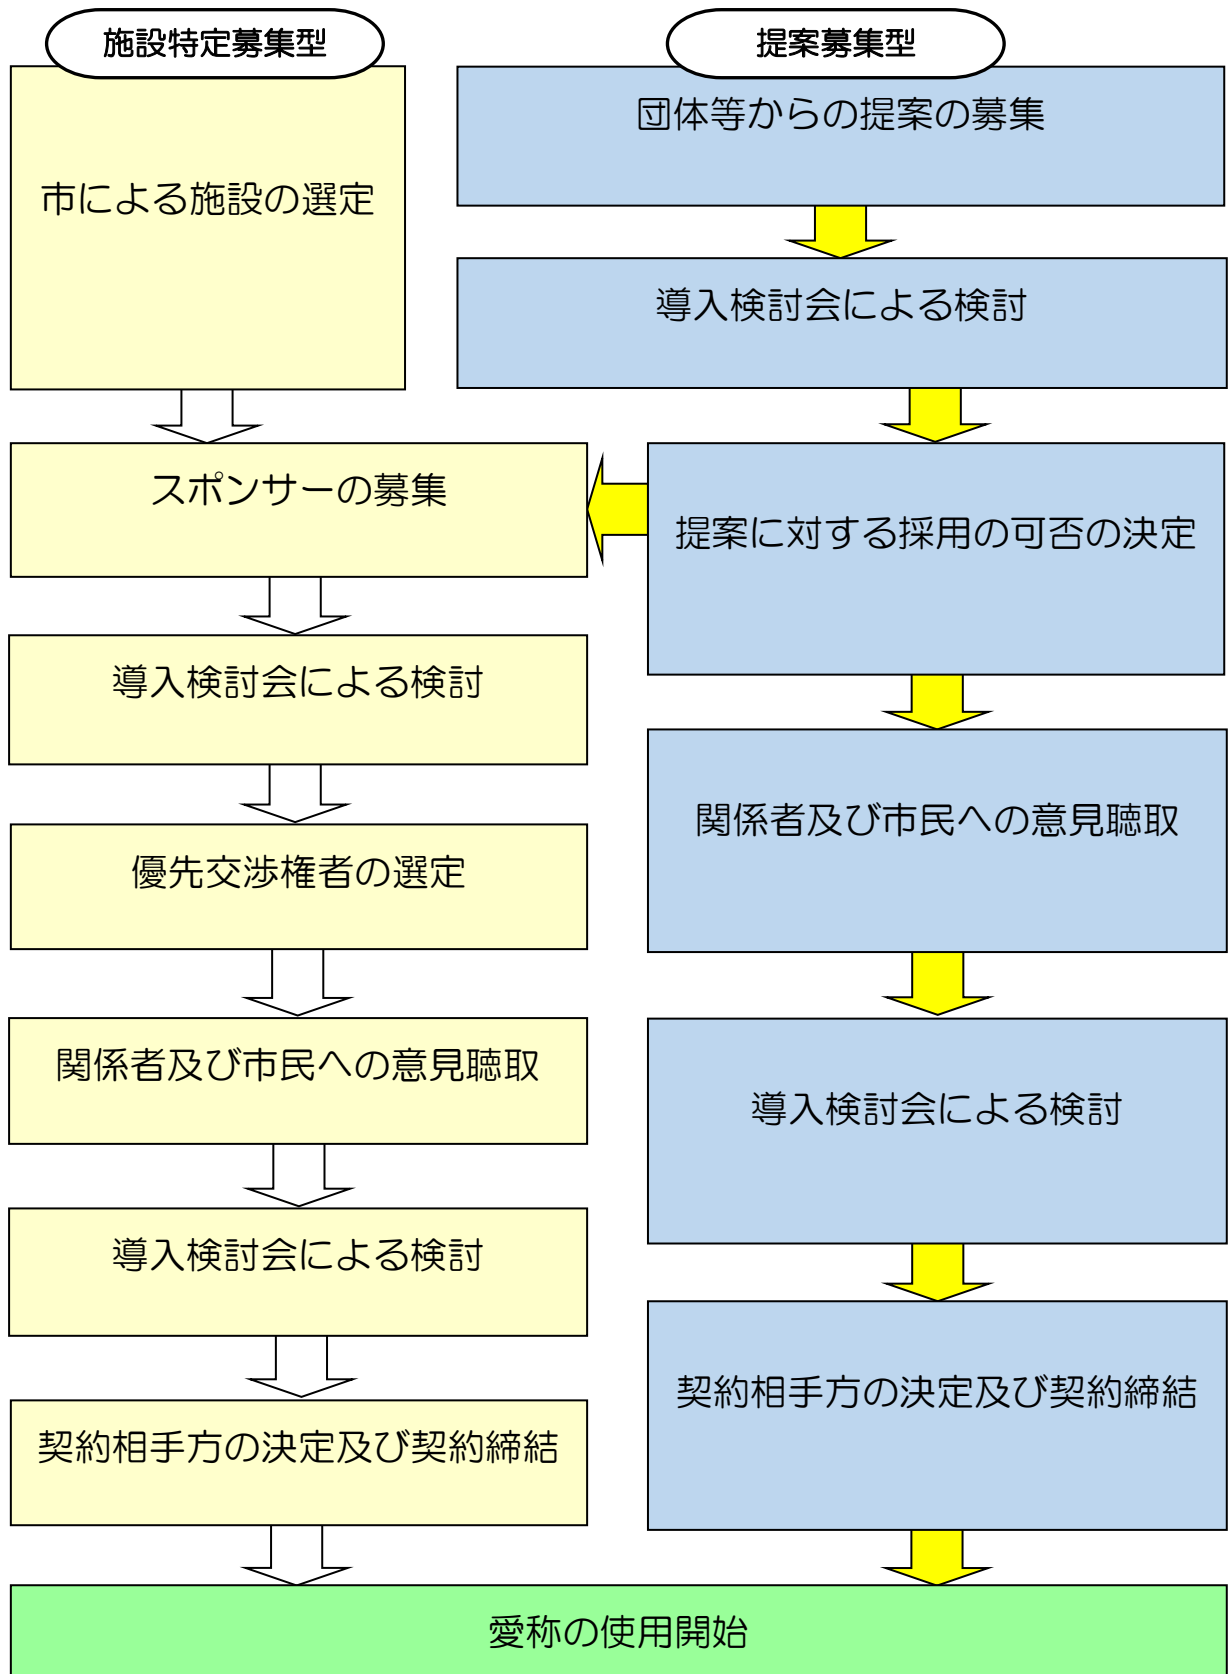 施設特定募集型
市による施設の選定
スポンサーの募集
導入検討会による検討
優先交渉権者の選定
関係者及び市民への意見聴取
導入検討会による検討
契約相手方の決定及び契約締結
提案募集型
団体等からの提案の募集
導入検討会による検討
提案に対する採用の可否の決定
関係者及び市民への意見聴取
導入検討会による検討
契約相手方の決定及び契約締結
愛称の使用開始